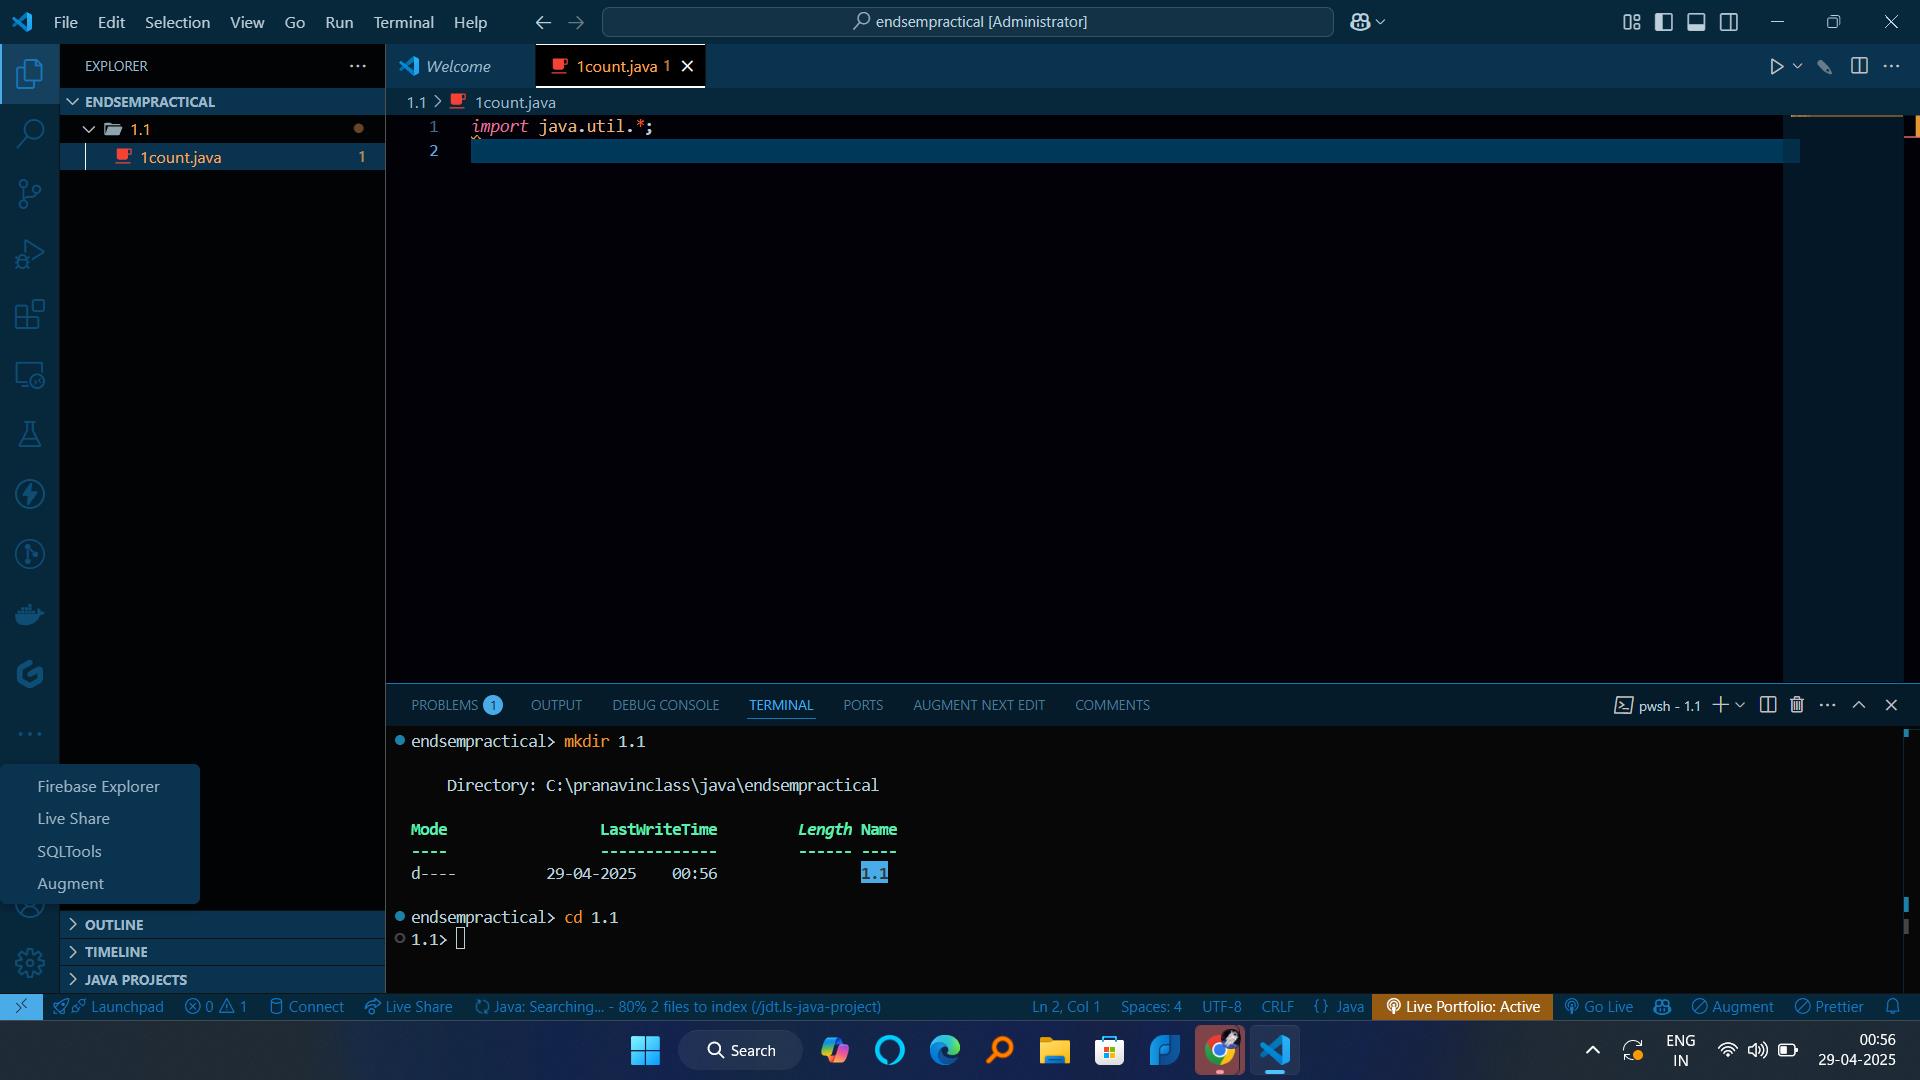 File Edit Selection View Go Run Terminal Help
endsempractical [Administrator]
EXPLORER
ENDSEMPRACTICAL
1.1
1count.java 1
OUTLINE
TIMELINE
JAVA PROJECTS
Firebase Explorer
Live Share
SQLTools
Augment
Welcome
1count.java 1
1.1 > 1count.java
1 import java.util.*;
2
PROBLEMS 1 OUTPUT DEBUG CONSOLE TERMINAL PORTS AUGMENT NEXT EDIT COMMENTS
pwsh - 1.1
endsempractical> mkdir 1.1
Directory: C:\pranavinclass\java\endsempractical
Mode LastWriteTime Length Name
---- ------------- ------ ----
d---- 29-04-2025 00:56 1.1
endsempractical> cd 1.1
1.1>
Launchpad 0 1 Connect Live Share Java: Searching... - 80% 2 files to index (/jdt.ls-java-project) Ln 2, Col 1 Spaces: 4 UTF-8 CRLF {} Java Live Portfolio: Active Go Live Augment Prettier
Search
ENG
IN
00:56
29-04-2025